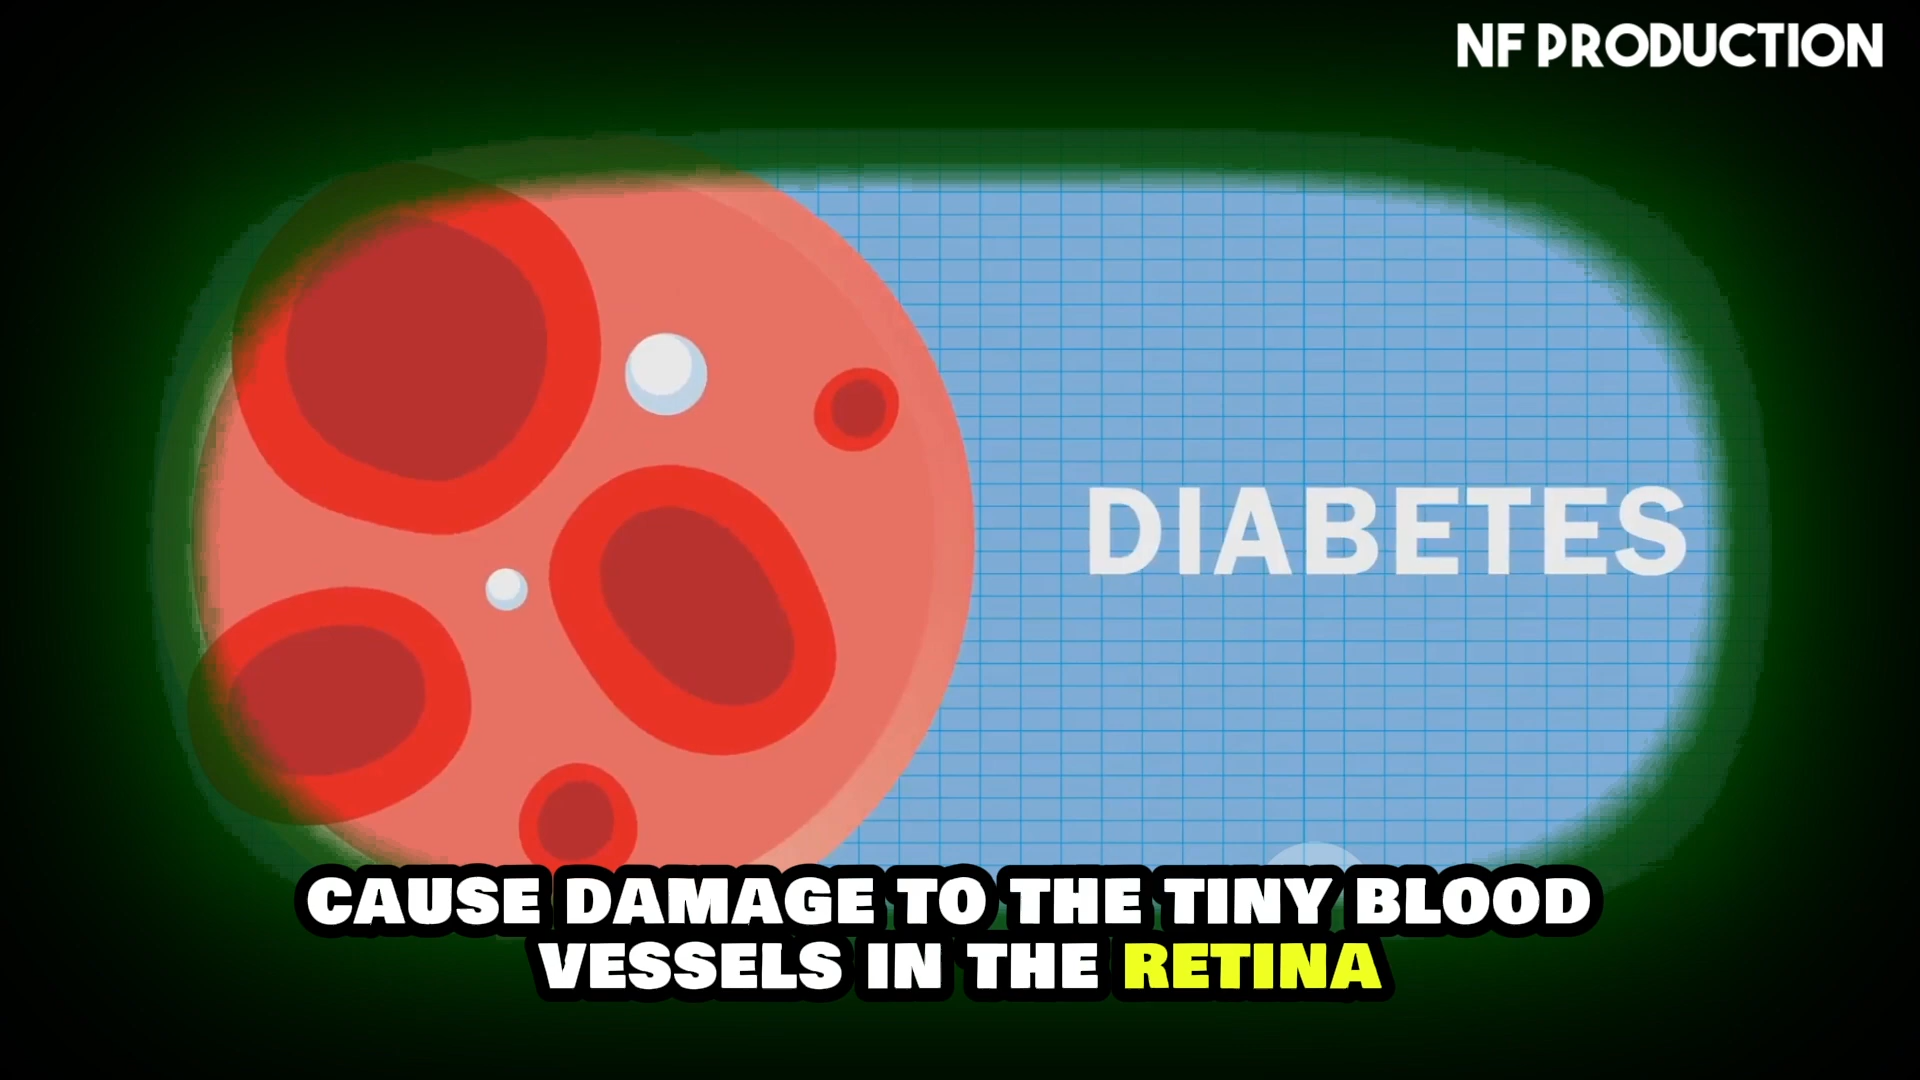 NF PRODUCTION
DIABETES
CAUSE DAMAGE TO THE TINY BLOOD
VESSELS IN THE RETINA